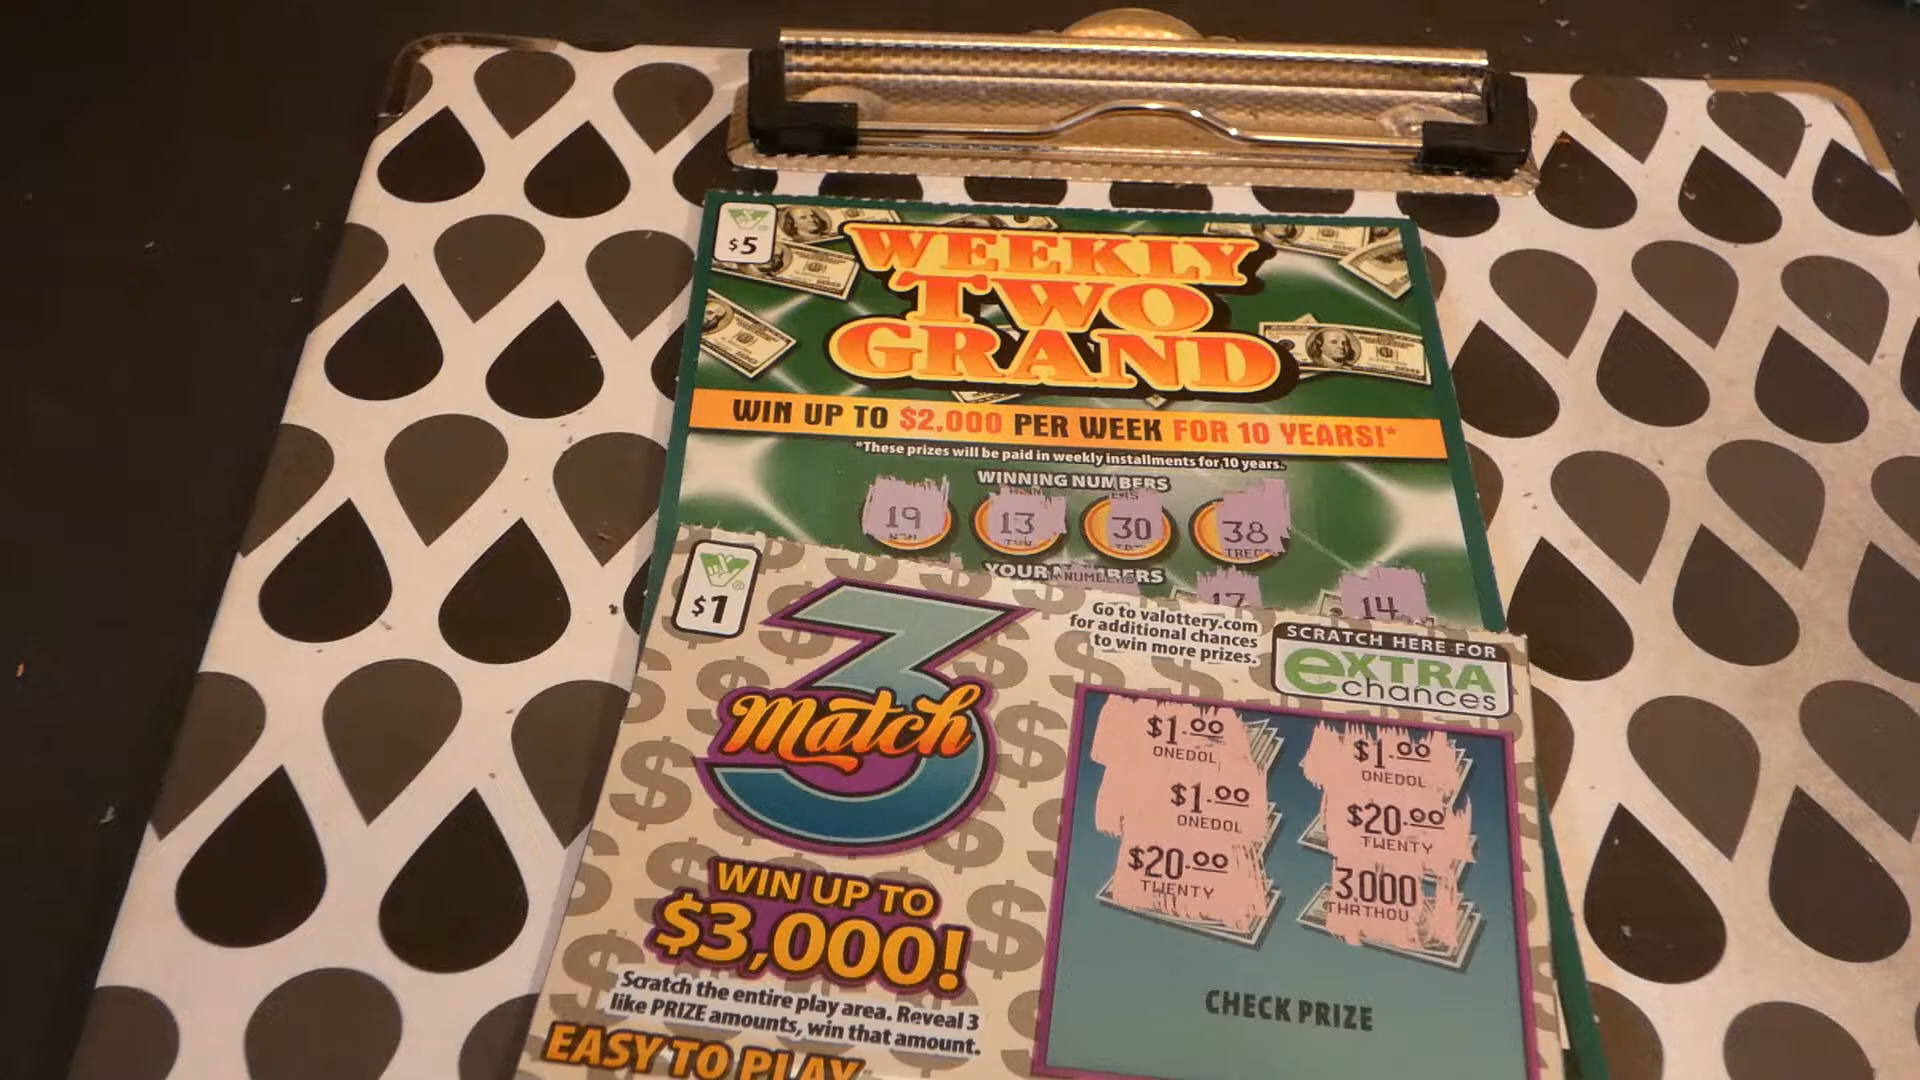 $5
WEEKLY
TWO
GRAND
WIN UP TO $2,000 PER WEEK FOR 10 YEARS!*
*These prizes will be paid in weekly installments for 10 years.
WINNING NUMBERS
19 13 30 38
YOUR NUMBERS
17 14
$1
3
Match
WIN UP TO
$3,000!
Scratch the entire play area. Reveal 3
like PRIZE amounts, win that amount.
EASY TO PLAY
Go to valottery.com
for additional chances
to win more prizes.
SCRATCH HERE FOR
eXTRA
chances
$1.00 $1.00
ONEDOL ONEDOL
$1.00 $20.00
ONEDOL TWENTY
$20.00 3,000
TWENTY THRTHOU
CHECK PRIZE